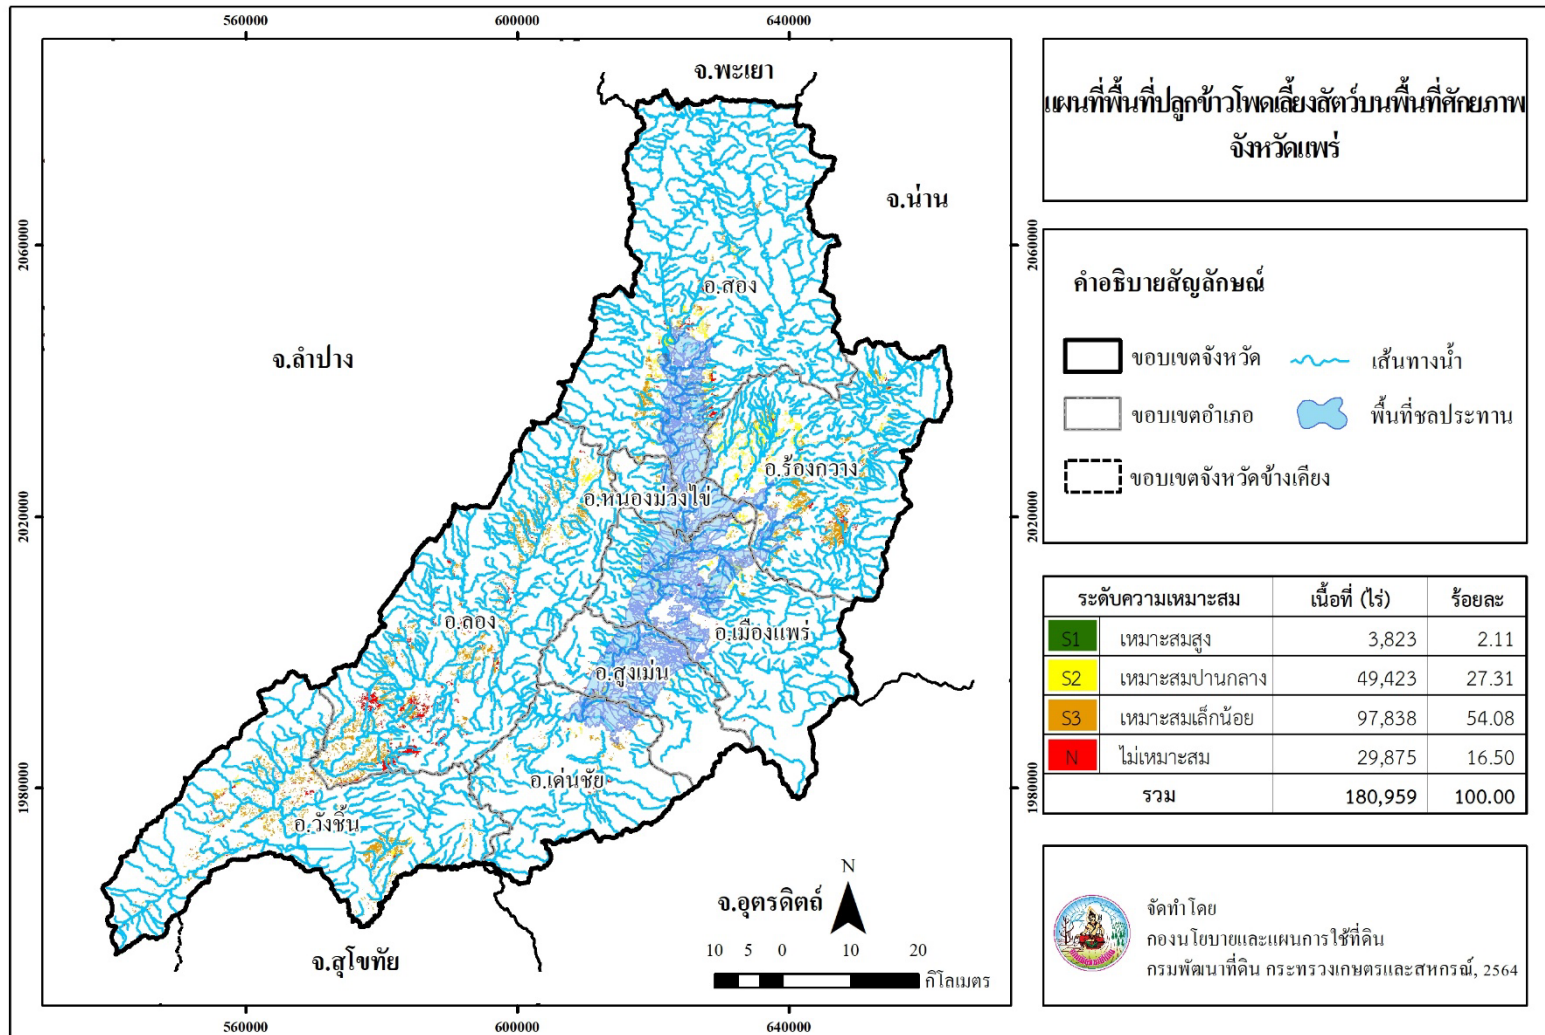 560000
600000
640000
จ.พะเยา
จ.น่าน
จ.ลำปาง
อ.สอง
อ.ร้องกวาง
อ.หนองม่วงไข่
อ.ลอง
อ.เมืองแพร่
อ.สูงเม่น
อ.เด่นชัย
อ.วังชิ้น
จ.อุตรดิตถ์
จ.สุโขทัย
N
10 5 0 10 20
กิโลเมตร
2060000
2020000
1980000
2060000
2020000
1980000
560000
600000
640000
แผนที่พื้นที่ปลูกข้าวโพดเลี้ยงสัตว์บนพื้นที่ศักยภาพ
จังหวัดแพร่
คำอธิบายสัญลักษณ์
ขอบเขตจังหวัด เส้นทางน้ำ
ขอบเขตอำเภอ พื้นที่ชลประทาน
ขอบเขตจังหวัดข้างเคียง
ระดับความเหมาะสม เนื้อที่ (ไร่) ร้อยละ
S1 เหมาะสมสูง 3,823 2.11
S2 เหมาะสมปานกลาง 49,423 27.31
S3 เหมาะสมเล็กน้อย 97,838 54.08
N ไม่เหมาะสม 29,875 16.50
รวม 180,959 100.00
จัดทำโดย
กองนโยบายและแผนการใช้ที่ดิน
กรมพัฒนาที่ดิน กระทรวงเกษตรและสหกรณ์, 2564